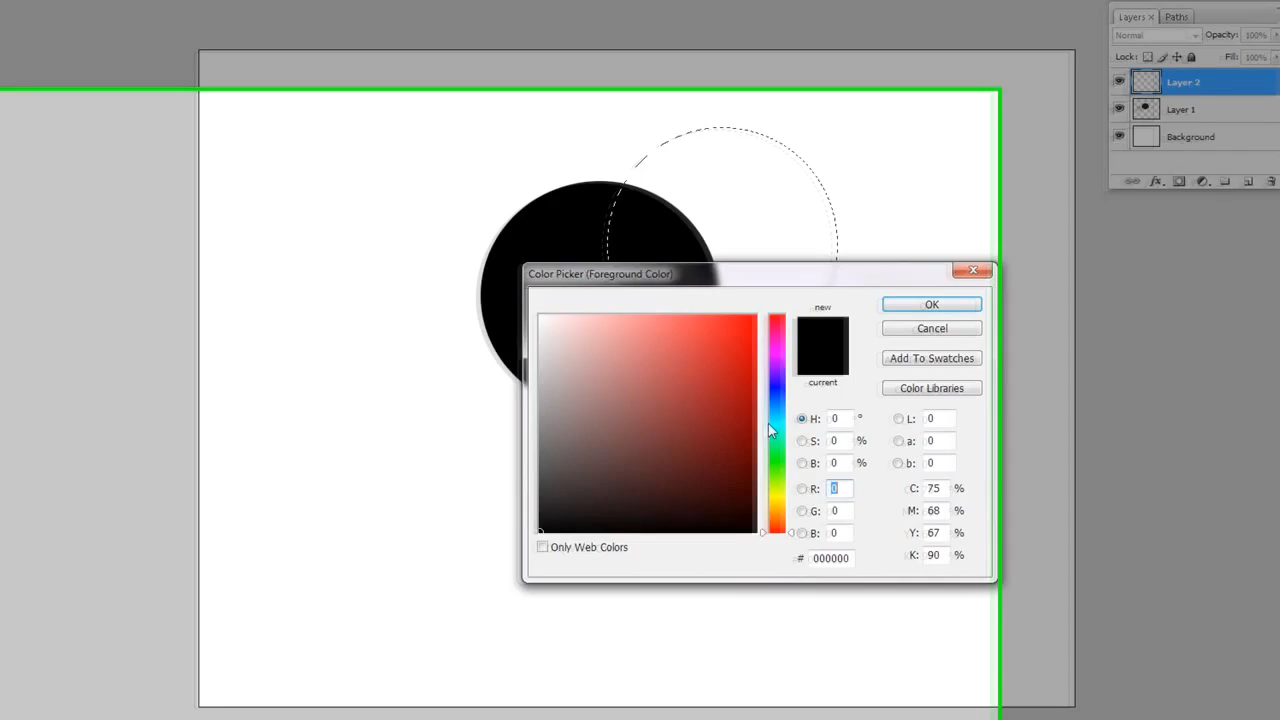 Layers × Paths
Normal Opacity: 100%
Lock: Fill: 100%
Layer 2
Layer 1
Background
fx
Color Picker (Foreground Color)
new
OK
Cancel
Add To Swatches
current
Color Libraries
H: 0 ° L: 0
S: 0 % a: 0
B: 0 % b: 0
R: 0 C: 75 %
G: 0 M: 68 %
B: 0 Y: 67 %
# 000000 K: 90 %
Only Web Colors